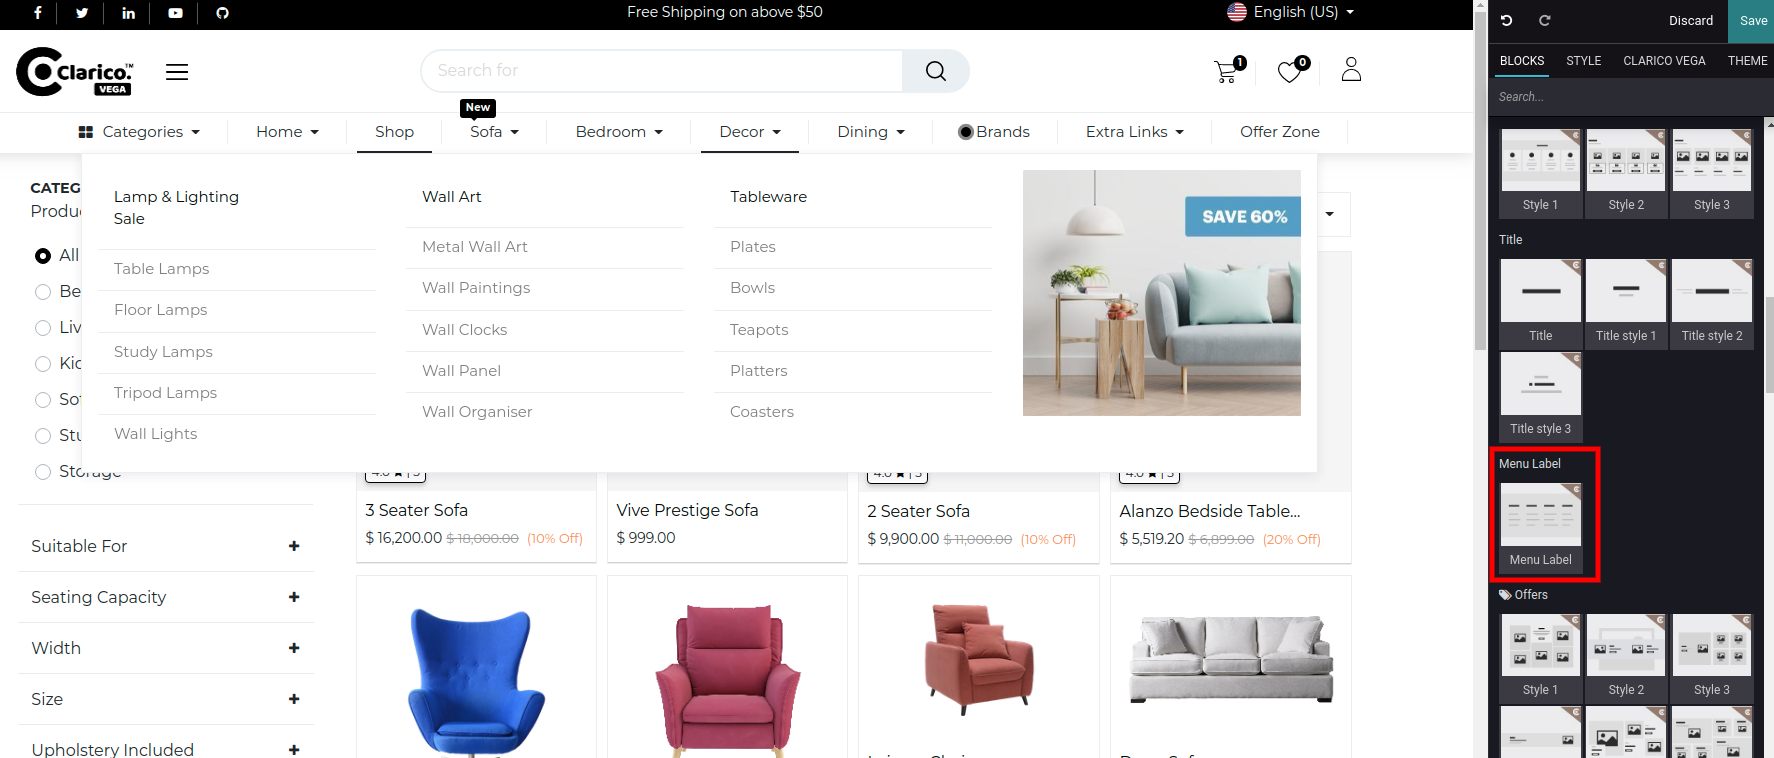 Free Shipping on above $50
English (US)
Discard
Save
Clarico.™
VEGA
Search for
1
0
BLOCKS
STYLE
CLARICO VEGA
THEME
Search...
New
Categories
Home
Shop
Sofa
Bedroom
Decor
Dining
Brands
Extra Links
Offer Zone
CATEG
Produ
All
Be
Liv
Kid
Sof
Stu
Storage
Lamp & Lighting
Sale
Table Lamps
Floor Lamps
Study Lamps
Tripod Lamps
Wall Lights
Wall Art
Metal Wall Art
Wall Paintings
Wall Clocks
Wall Panel
Wall Organiser
Tableware
Plates
Bowls
Teapots
Platters
Coasters
SAVE 60%
Suitable For
Seating Capacity
Width
Size
Upholstery Included
3 Seater Sofa
$ 16,200.00 $ 18,000.00 (10% Off)
Vive Prestige Sofa
$ 999.00
2 Seater Sofa
$ 9,900.00 $ 11,000.00 (10% Off)
Alanzo Bedside Table...
$ 5,519.20 $ 6,899.00 (20% Off)
Style 1
Style 2
Style 3
Title
Title
Title style 1
Title style 2
Title style 3
Menu Label
Menu Label
Offers
Style 1
Style 2
Style 3